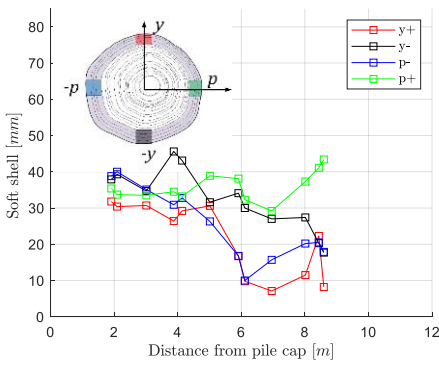 80
70
60
50
40
30
20
10
0
Soft shell [mm]
y
p
-p
-y
y+
y-
p-
p+
0 2 4 6 8 10 12
Distance from pile cap [m]